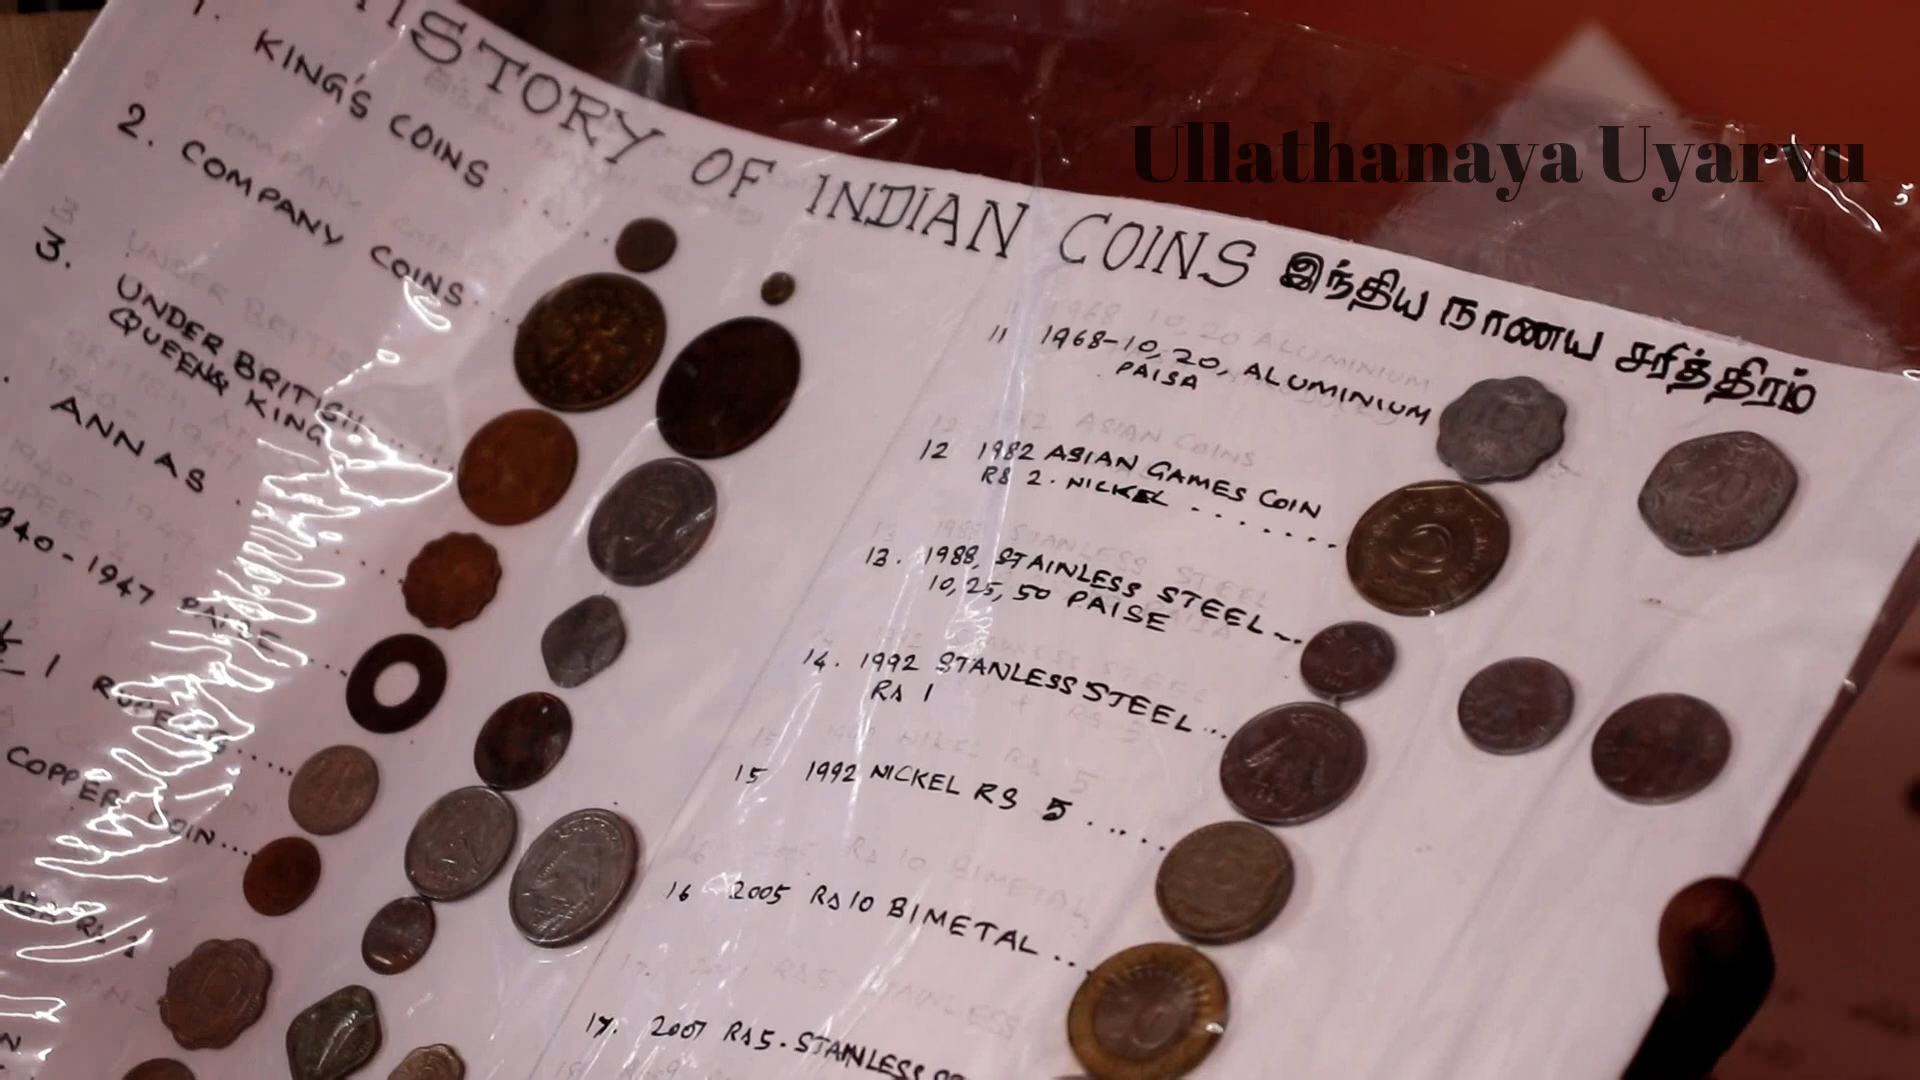 Ullathanaya Uyarvu
HISTORY OF INDIAN COINS இந்திய நாணய சரித்திரம்
1.
KING'S COINS
2. COMPANY COINS
3. UNDER BRITISH
QUEEN & KING
ANNAS
1940-1947
1 RUPEES
COPPER COIN
11 1968-10, 20, ALUMINIUM
PAISA
12 1982 ASIAN GAMES COIN
RS 2. NICKEL
13. 1988, STAINLESS STEEL
10, 25, 50 PAISE
14. 1992 STANLESS STEEL
RS 1
15 1992 NICKEL RS 5
16 2005 RS 10 BIMETAL
17. 2007 RS 5. STANLESS